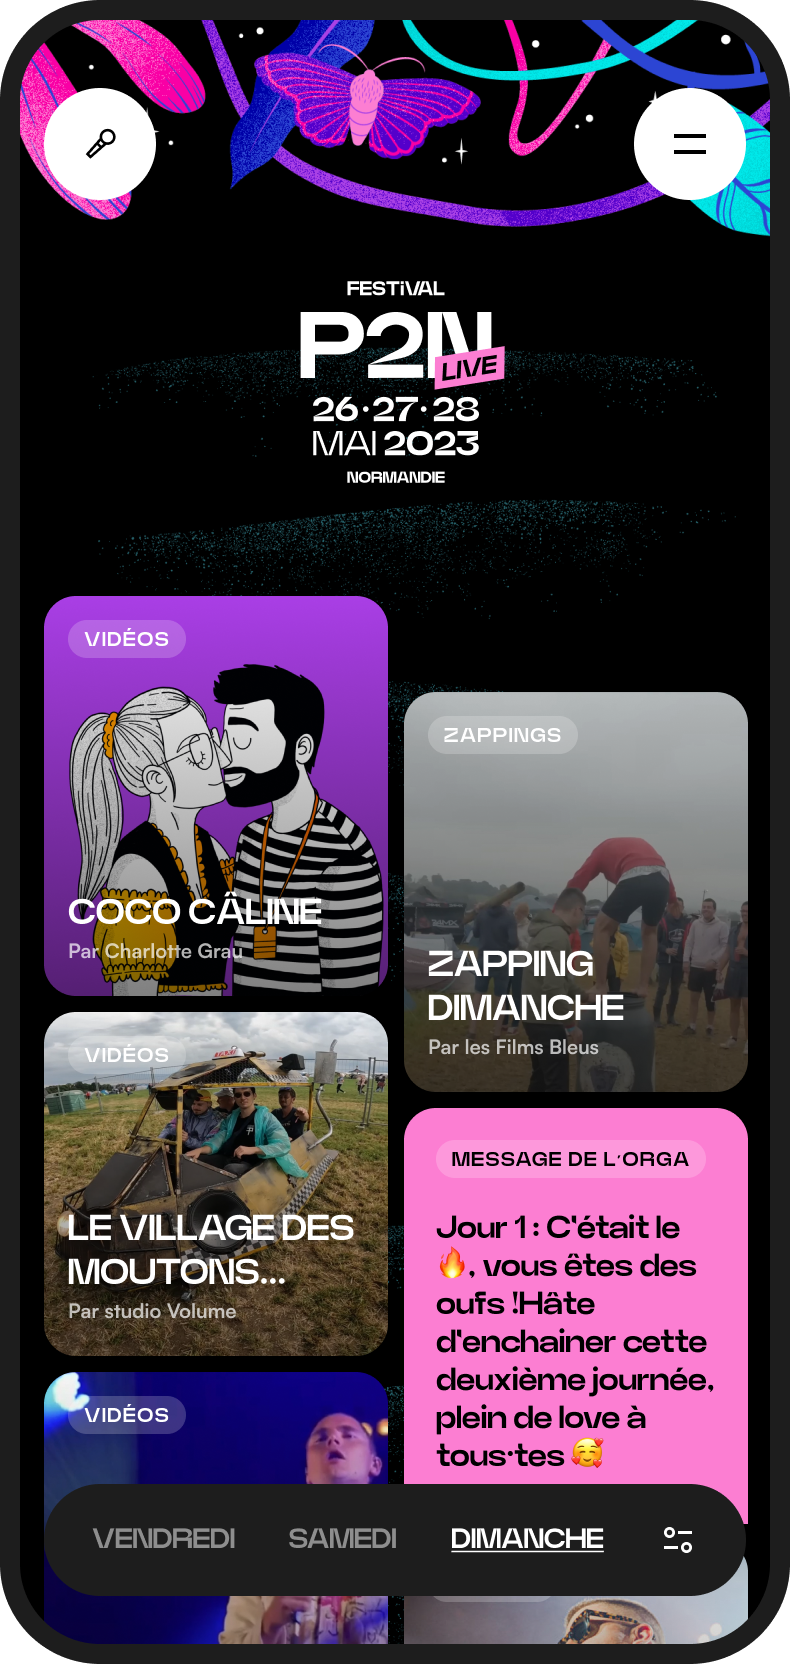 FESTiVAL
P2N
LIVE
26·27·28
MAI 2023
NORMANDIE
VIDÉOS
COCO CÂLINE
Par Charlotte Grau
ZAPPINGS
ZAPPING
DIMANCHE
Par les Films Bleus
VIDÉOS
LE VILLAGE DES
MOUTONS...
Par studio Volume
MESSAGE DE L'ORGA
Jour 1 : C'était le
🔥, vous êtes des
oufs !Hâte
d'enchainer cette
deuxième journée,
plein de love à
tous·tes 🥰
VIDÉOS
VENDREDI
SAMEDI
DIMANCHE